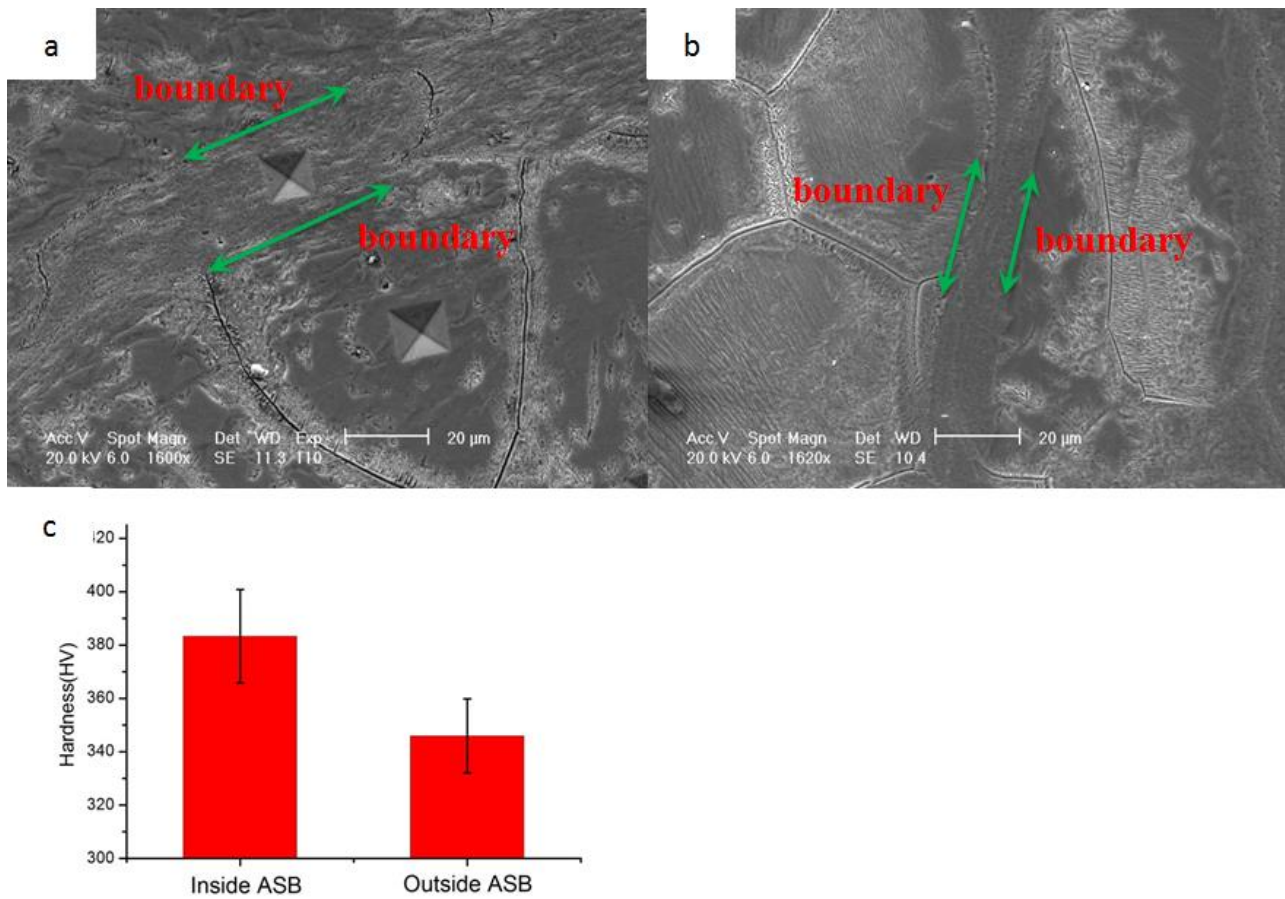 a
boundary
boundary
Acc.V Spot Magn Det WD Exp
20.0 kV 6.0 1600x SE 11.3 110
20 µm
b
boundary
boundary
Acc.V Spot Magn Det WD
20.0 kV 6.0 1620x SE 10.4
20 µm
c
420
400
380
360
340
320
300
Hardness(HV)
Inside ASB
Outside ASB